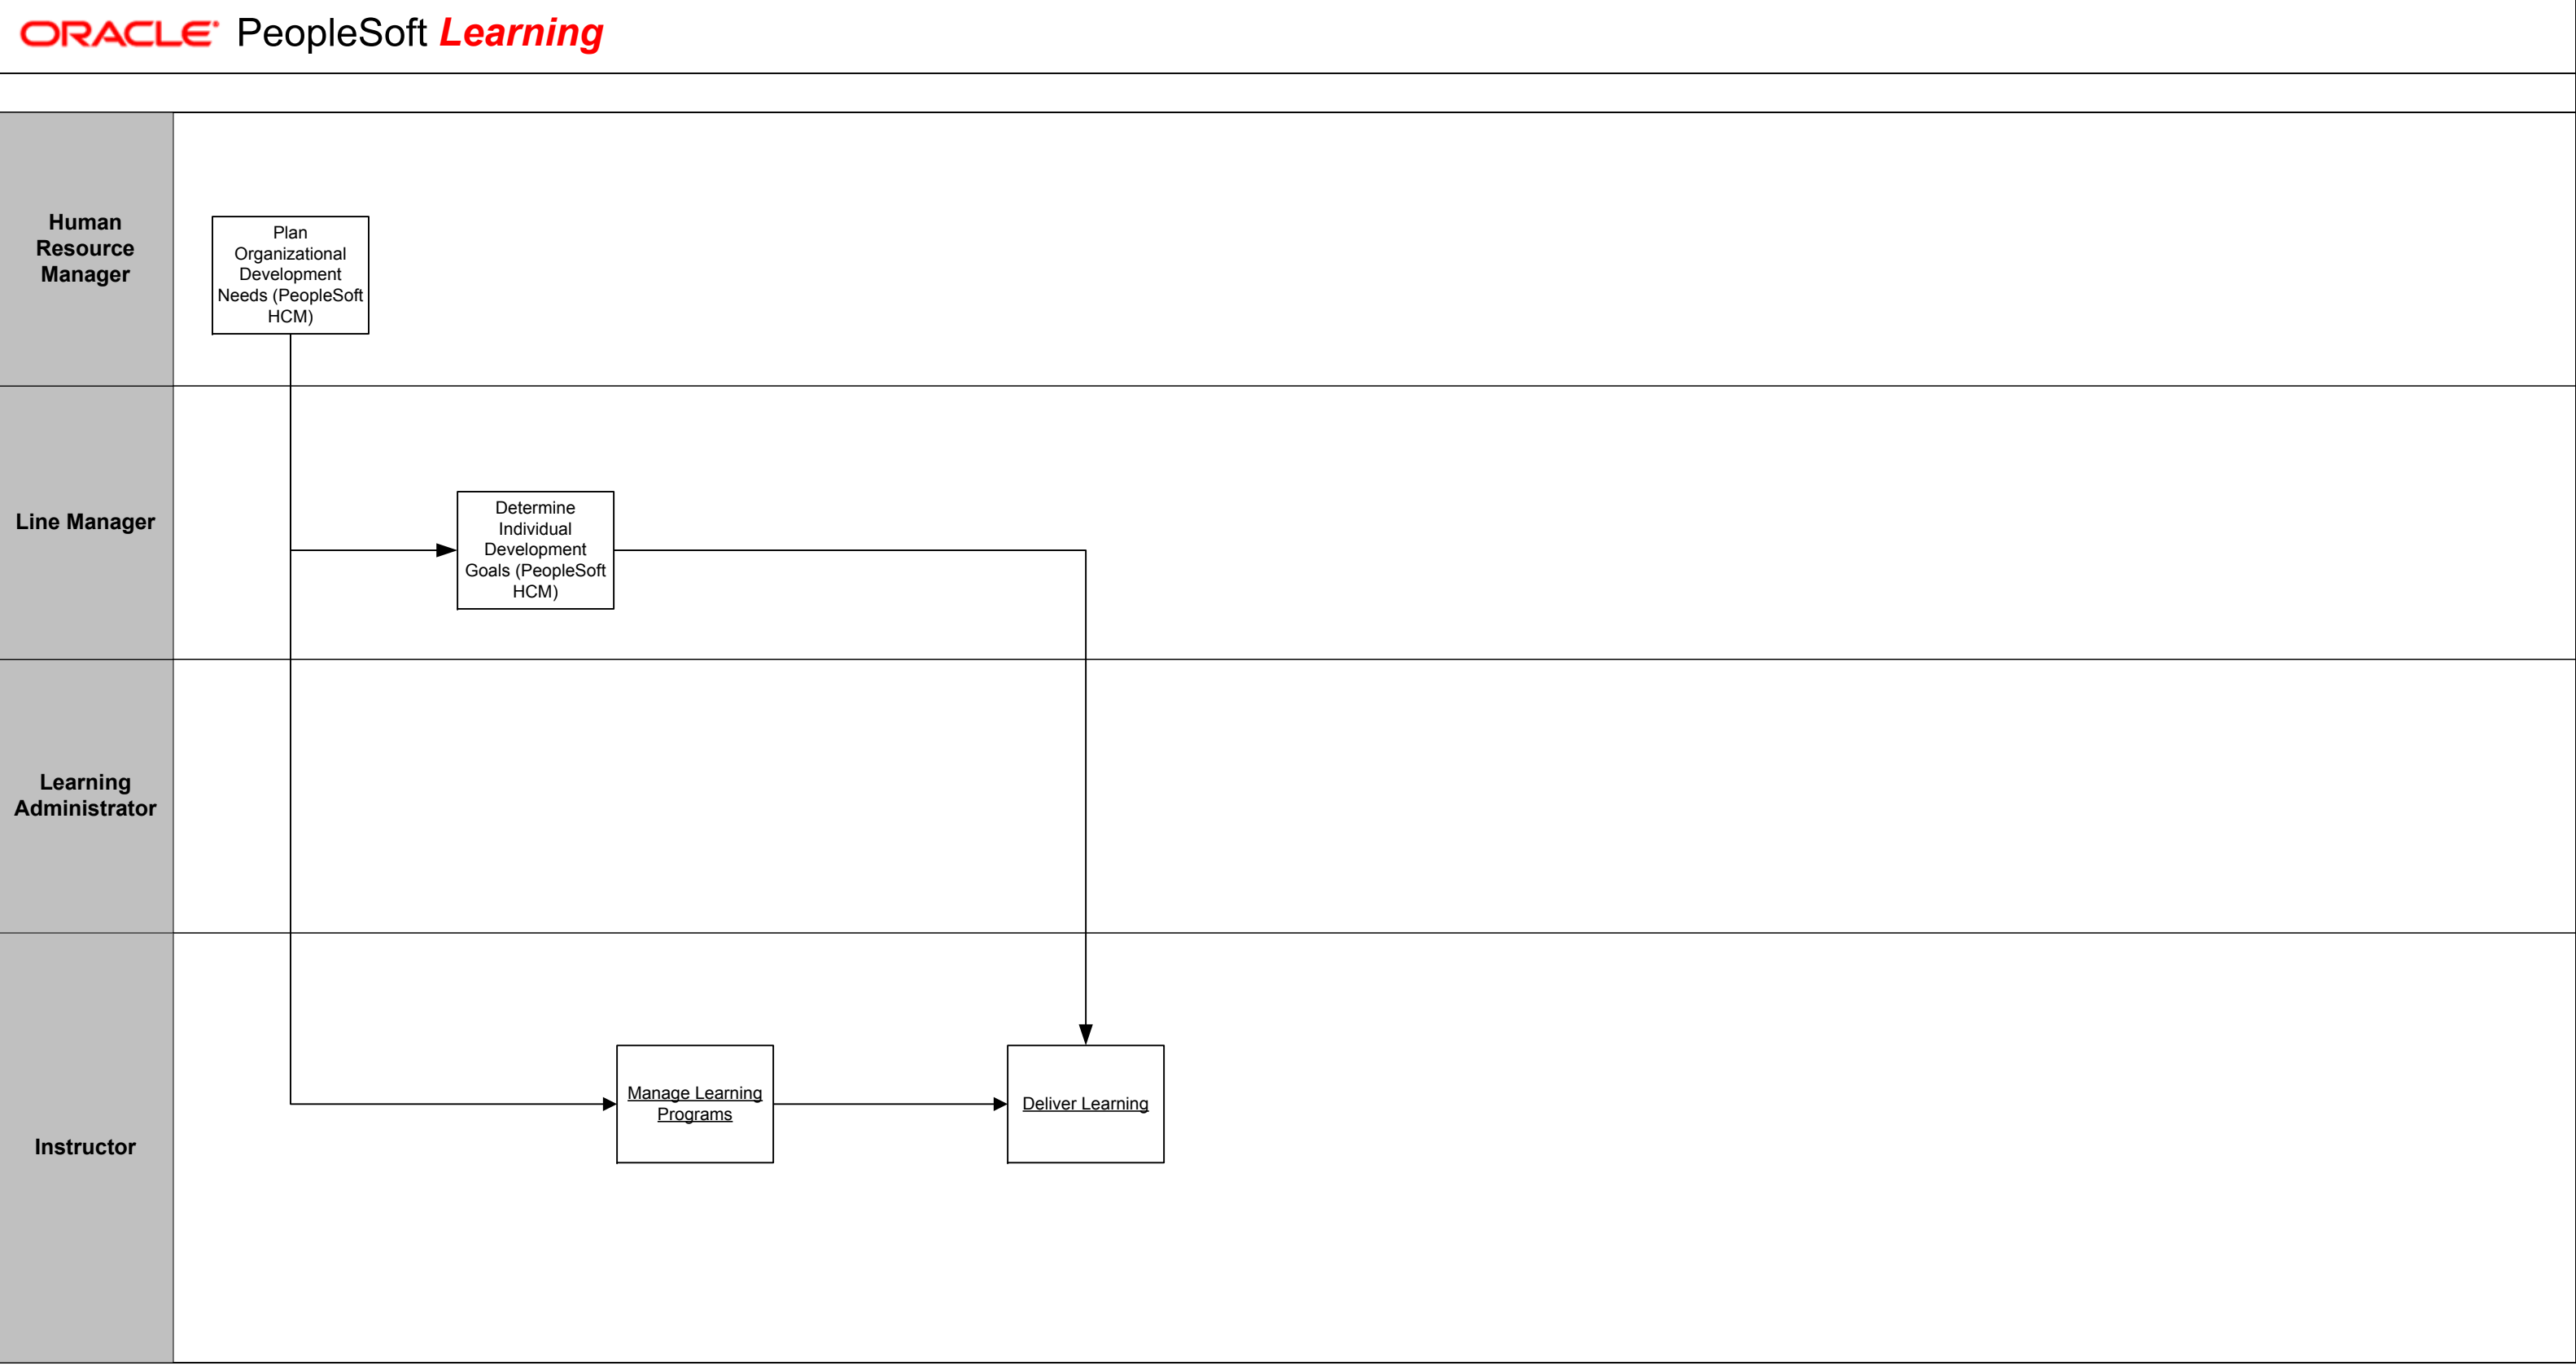 ORACLE® PeopleSoft Learning
Human
Resource
Manager
Plan
Organizational
Development
Needs (PeopleSoft
HCM)
Line Manager
Determine
Individual
Development
Goals (PeopleSoft
HCM)
Learning
Administrator
Instructor
Manage Learning
Programs
Deliver Learning